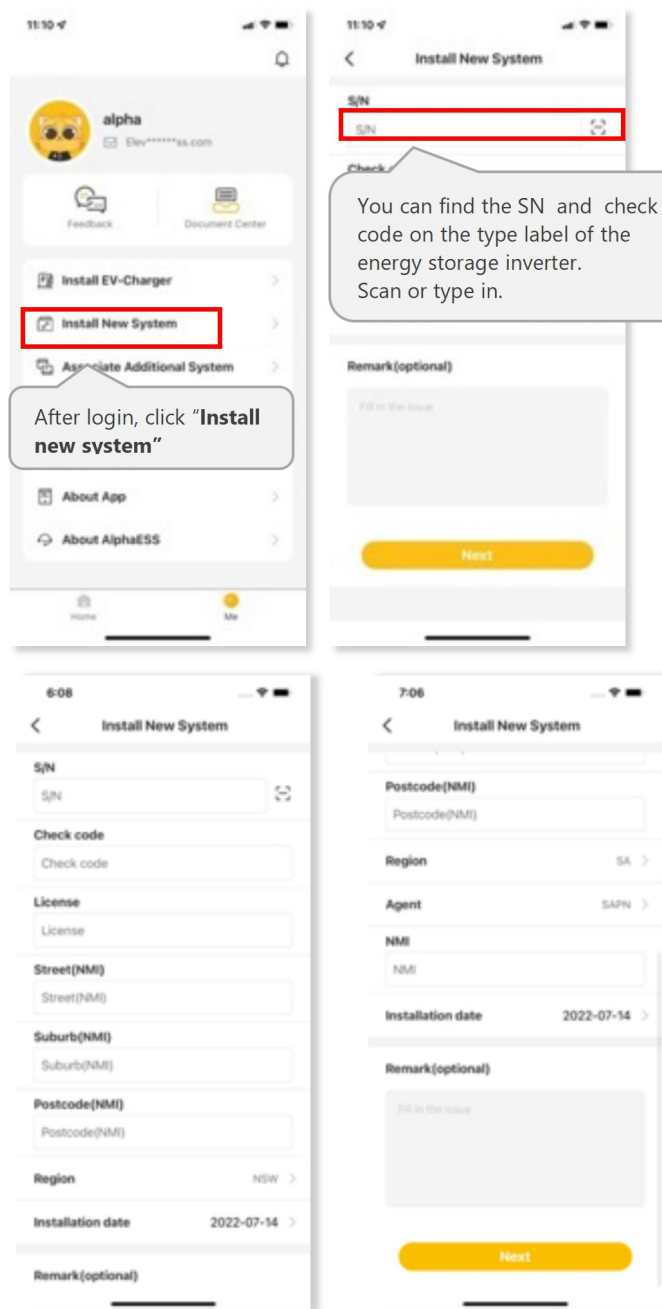 11:10
alpha
Elev******ss.com
Feedback
Document Center
Install EV-Charger
Install New System
Associate Additional System
After login, click “Install
new system”
About App
About AlphaESS
Home
Me
11:10
Install New System
S/N
S/N
Check
You can find the SN and check
code on the type label of the
energy storage inverter.
Scan or type in.
Remark(optional)
Fill in the issue
Next
6:08
Install New System
S/N
S/N
Check code
Check code
License
License
Street(NMI)
Street(NMI)
Suburb(NMI)
Suburb(NMI)
Postcode(NMI)
Postcode(NMI)
Region NSW
Installation date 2022-07-14
Remark(optional)
7:06
Install New System
Postcode(NMI)
Postcode(NMI)
Region SA
Agent SAPN
NMI
NMI
Installation date 2022-07-14
Remark(optional)
Fill in the issue
Next